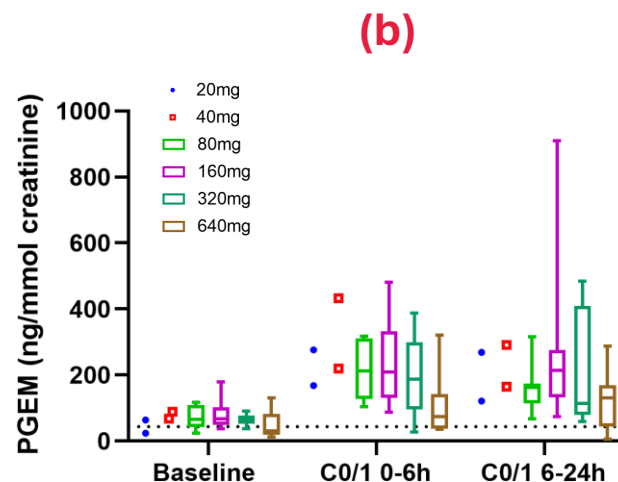 (b)
PGEM (ng/mmol creatinine)
1000
800
600
400
200
0
20mg
40mg
80mg
160mg
320mg
640mg
Baseline
C0/1 0-6h
C0/1 6-24h